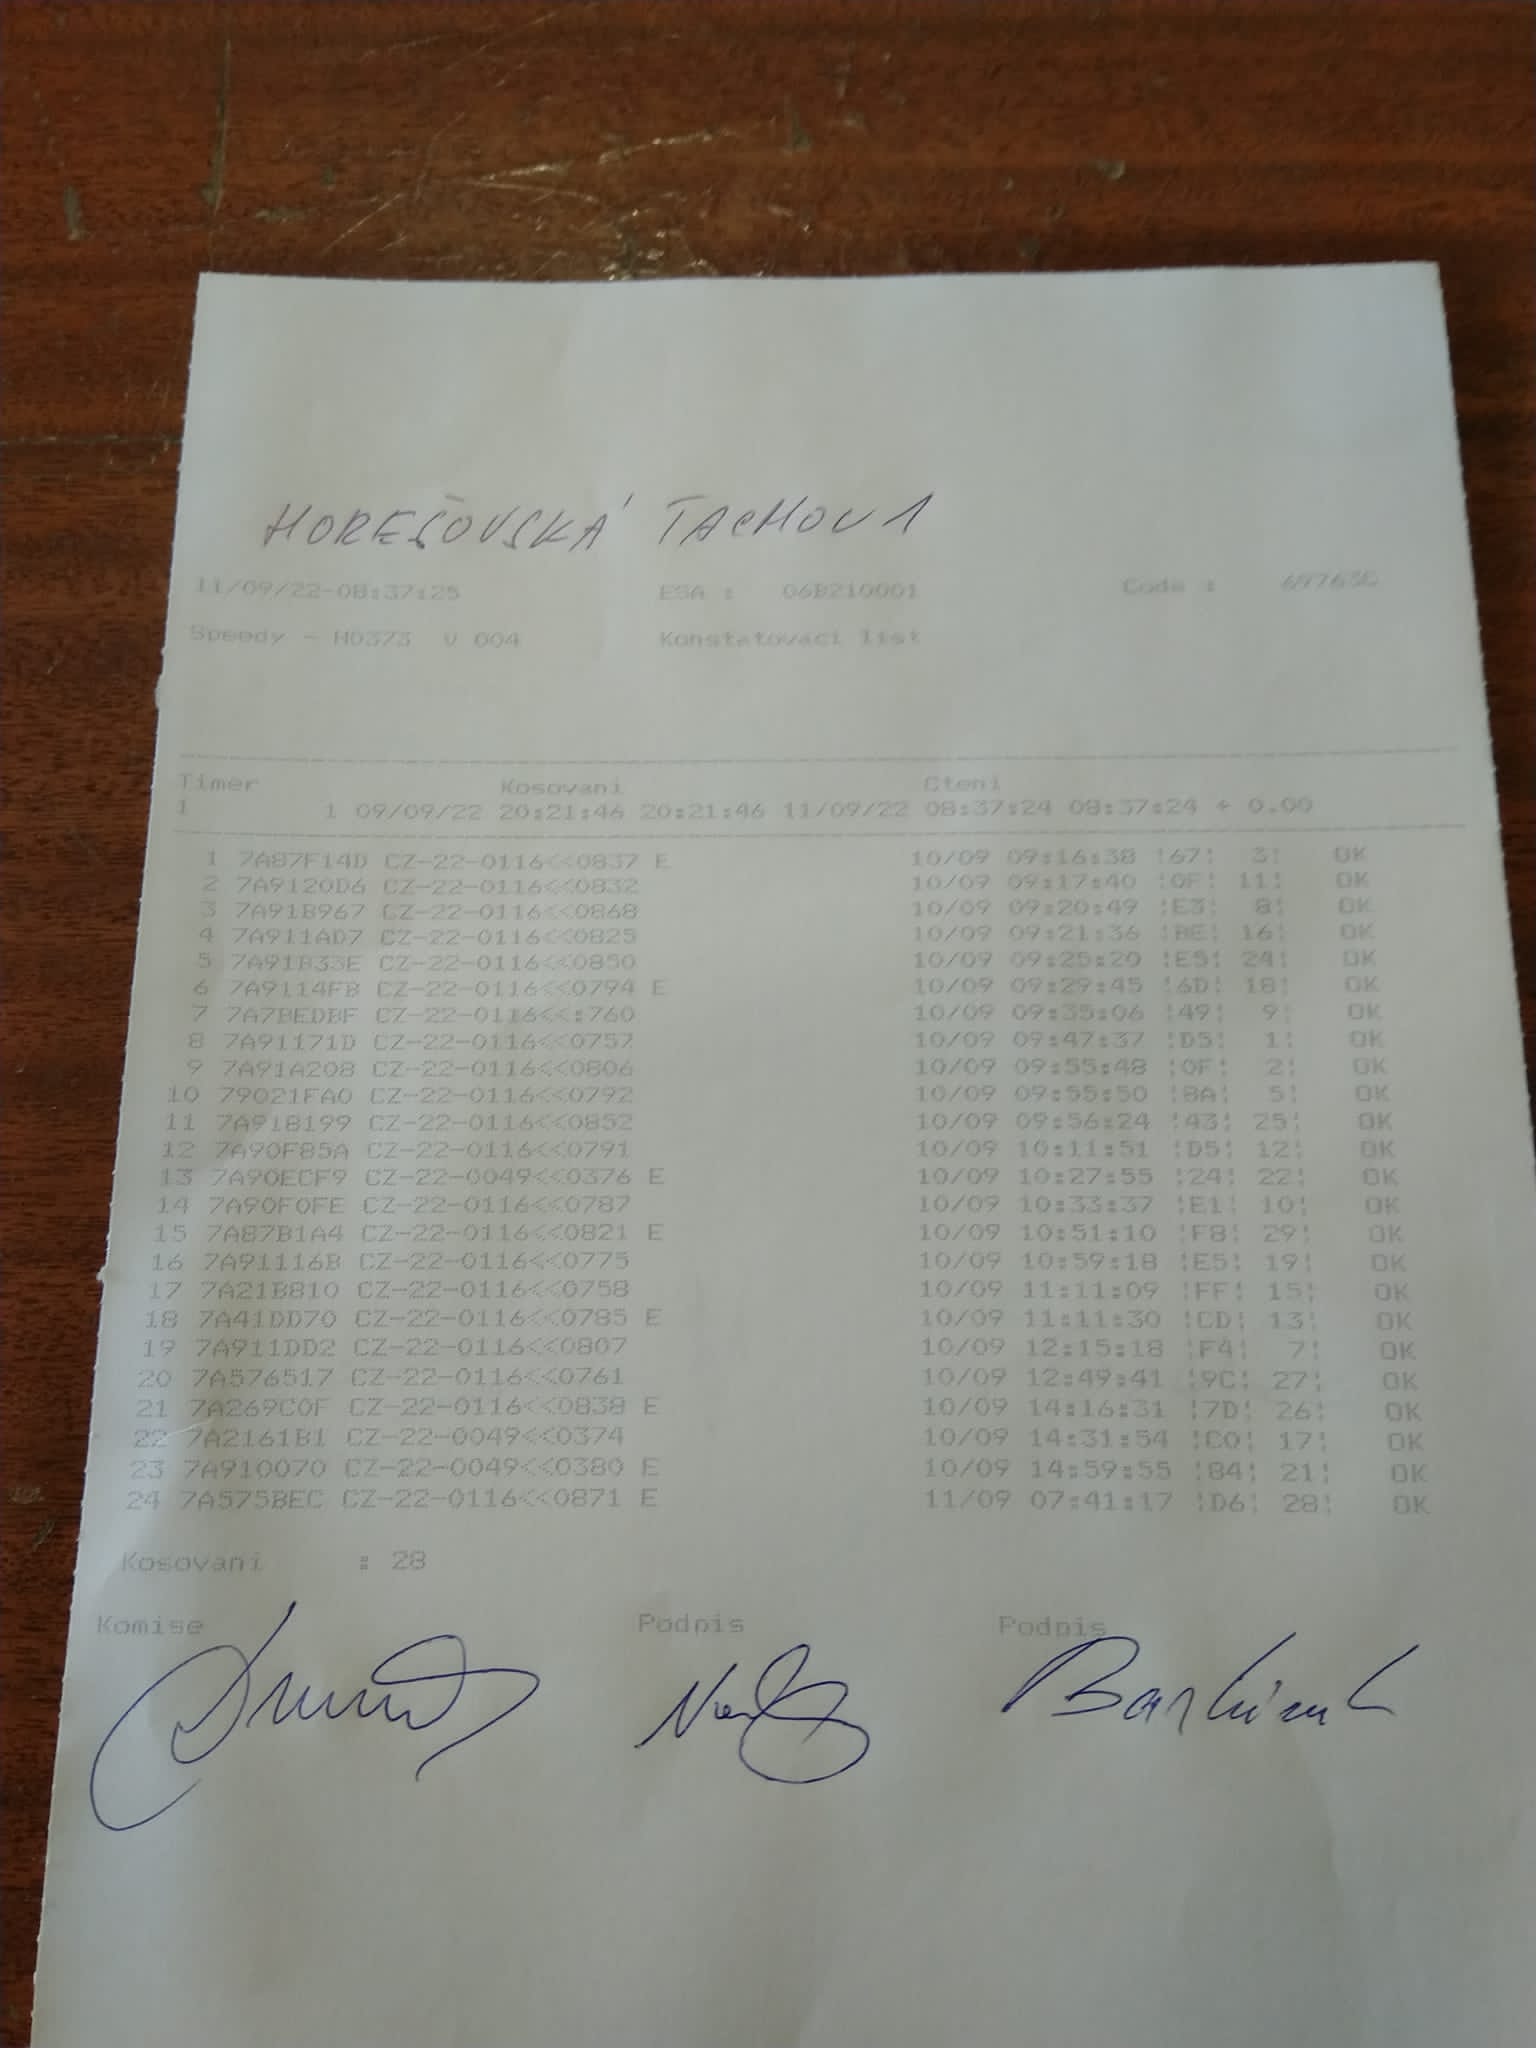 HOREŠOVSKÁ TACHOV 1
11/09/22-08:37:25 ESA : 06B210001 Code :
Speedy - H0373 V 004 Konstatovaci list
Timer Kosovani Cteni
1 1 09/09/22 20:21:46 20:21:46 11/09/22 08:37:24 08:37:24 + 0.00
1 7A87F14D CZ-22-0116<<0837 E 10/09 09:16:38 ¦67¦ 3¦ OK
2 7A9120D6 CZ-22-0116<<0832 10/09 09:17:40 ¦0F¦ 11¦ OK
3 7A91B967 CZ-22-0116<<0868 10/09 09:20:49 ¦E3¦ 8¦ OK
4 7A911AD7 CZ-22-0116<<0825 10/09 09:21:36 ¦BE¦ 16¦ OK
5 7A91B33E CZ-22-0116<<0850 10/09 09:25:20 ¦E5¦ 24¦ OK
6 7A9114FB CZ-22-0116<<0794 E 10/09 09:29:45 ¦6D¦ 18¦ OK
7 7A7BEDBF CZ-22-0116<<:760 10/09 09:35:06 ¦49¦ 9¦ OK
8 7A91171D CZ-22-0116<<0757 10/09 09:47:37 ¦D5¦ 1¦ OK
9 7A91A208 CZ-22-0116<<0806 10/09 09:55:48 ¦0F¦ 2¦ OK
10 79021FA0 CZ-22-0116<<0792 10/09 09:55:50 ¦8A¦ 5¦ OK
11 7A918199 CZ-22-0116<<0852 10/09 09:56:24 ¦43¦ 25¦ OK
12 7A90F85A CZ-22-0116<<0791 10/09 10:11:51 ¦D5¦ 12¦ OK
13 7A90ECF9 CZ-22-0049<<0376 E 10/09 10:27:55 ¦24¦ 22¦ OK
14 7A90F0FE CZ-22-0116<<0787 10/09 10:33:37 ¦E1¦ 10¦ OK
15 7A87B1A4 CZ-22-0116<<0821 E 10/09 10:51:10 ¦F8¦ 29¦ OK
16 7A91116B CZ-22-0116<<0775 10/09 10:59:18 ¦E5¦ 19¦ OK
17 7A21B810 CZ-22-0116<<0758 10/09 11:11:09 ¦FF¦ 15¦ OK
18 7A41DD70 CZ-22-0116<<0785 E 10/09 11:11:30 ¦CD¦ 13¦ OK
19 7A911DD2 CZ-22-0116<<0807 10/09 12:15:18 ¦F4¦ 7¦ OK
20 7A576517 CZ-22-0116<<0761 10/09 12:49:41 ¦9C¦ 27¦ OK
21 7A269C0F CZ-22-0116<<0838 E 10/09 14:16:31 ¦7D¦ 26¦ OK
22 7A2161B1 CZ-22-0049<<0374 10/09 14:31:54 ¦C0¦ 17¦ OK
23 7A910070 CZ-22-0049<<0380 E 10/09 14:59:55 ¦84¦ 21¦ OK
24 7A575BEC CZ-22-0116<<0871 E 11/09 07:41:17 ¦D6¦ 28¦ OK
Kosovani : 28
Komise Podpis Podpis